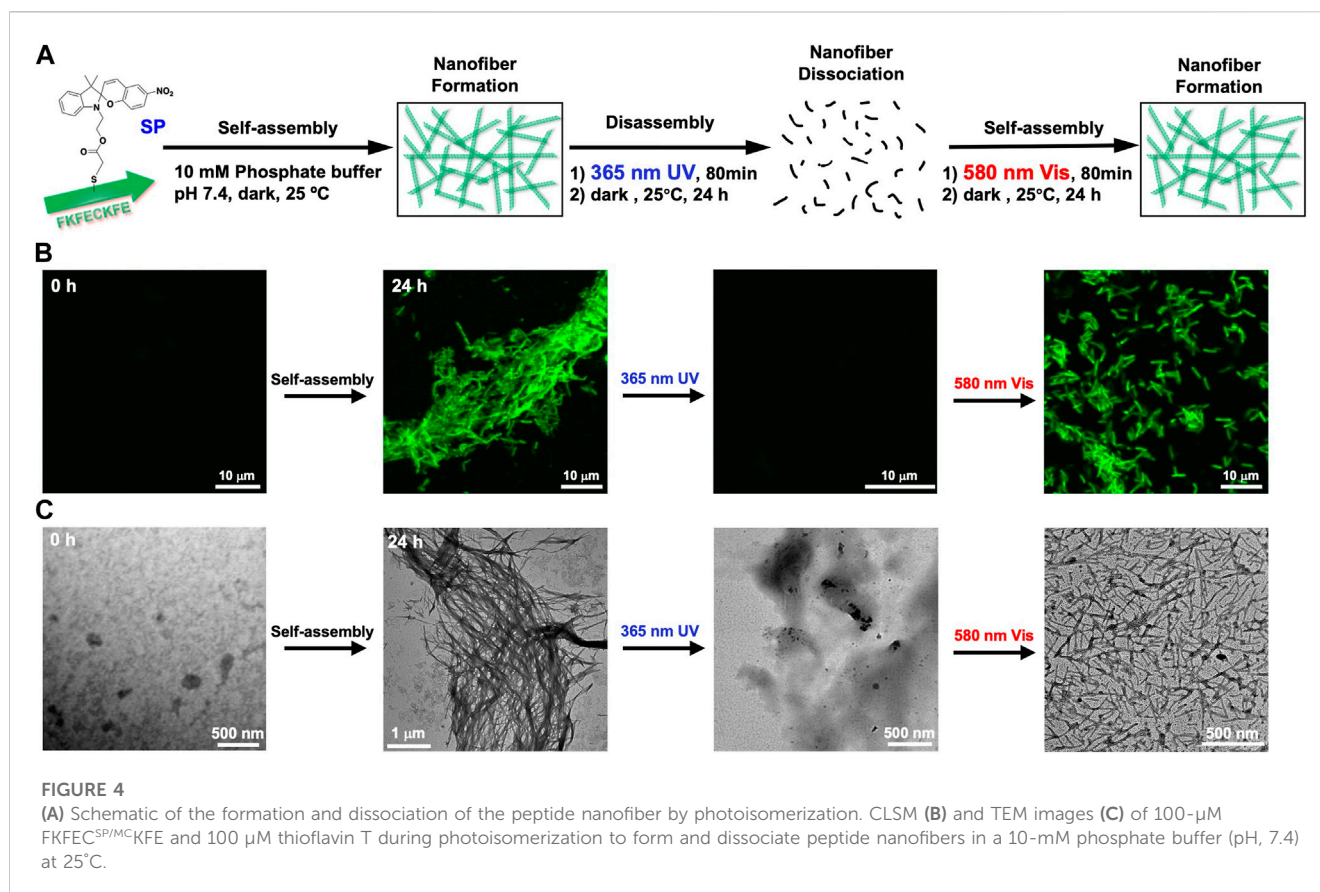 A
Nanofiber
Formation
Nanofiber
Dissociation
Nanofiber
Formation
NO₂
O
N
SP
O
O
S
FKFECKFE
Self-assembly
10 mM Phosphate buffer
pH 7.4, dark, 25 ºC
Disassembly
1) 365 nm UV, 80min
2) dark , 25°C, 24 h
Self-assembly
1) 580 nm Vis, 80min
2) dark , 25°C, 24 h
B
0 h
10 µm
Self-assembly
24 h
10 µm
365 nm UV
10 µm
580 nm Vis
10 µm
C
0 h
500 nm
Self-assembly
24 h
1 µm
365 nm UV
500 nm
580 nm Vis
500 nm
FIGURE 4
(A) Schematic of the formation and dissociation of the peptide nanofiber by photoisomerization. CLSM (B) and TEM images (C) of 100-µM
FKFEC^SP/MC KFE and 100 µM thioflavin T during photoisomerization to form and dissociate peptide nanofibers in a 10-mM phosphate buffer (pH, 7.4)
at 25°C.